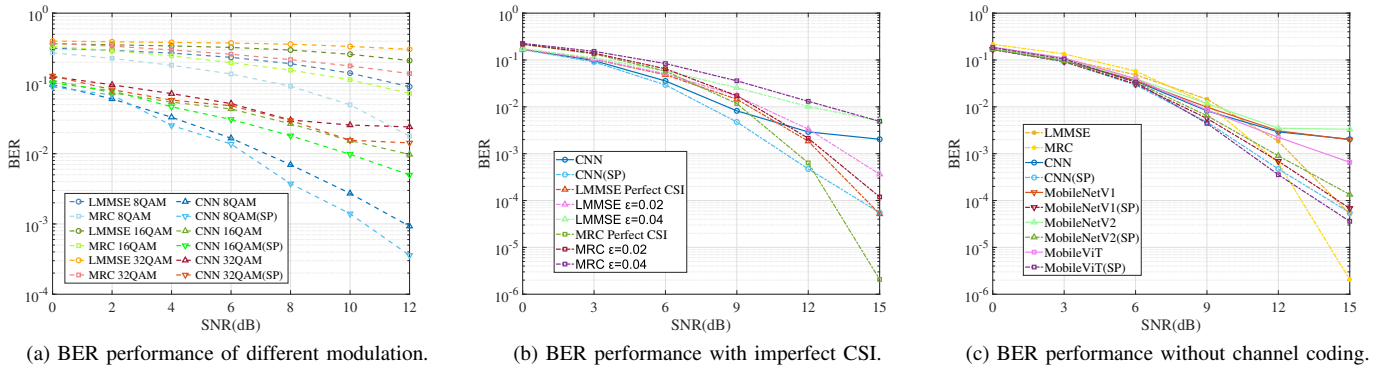 10^0
10^-1
10^-2
10^-3
10^-4
BER
0 2 4 6 8 10 12
SNR(dB)
LMMSE 8QAM
MRC 8QAM
LMMSE 16QAM
MRC 16QAM
LMMSE 32QAM
MRC 32QAM
CNN 8QAM
CNN 8QAM(SP)
CNN 16QAM
CNN 16QAM(SP)
CNN 32QAM
CNN 32QAM(SP)
(a) BER performance of different modulation.
10^0
10^-1
10^-2
10^-3
10^-4
10^-5
10^-6
BER
0 3 6 9 12 15
SNR(dB)
CNN
CNN(SP)
LMMSE Perfect CSI
LMMSE ε=0.02
LMMSE ε=0.04
MRC Perfect CSI
MRC ε=0.02
MRC ε=0.04
(b) BER performance with imperfect CSI.
10^0
10^-1
10^-2
10^-3
10^-4
10^-5
10^-6
BER
0 3 6 9 12 15
SNR(dB)
LMMSE
MRC
CNN
CNN(SP)
MobileNetV1
MobileNetV1(SP)
MobileNetV2
MobileNetV2(SP)
MobileViT
MobileViT(SP)
(c) BER performance without channel coding.